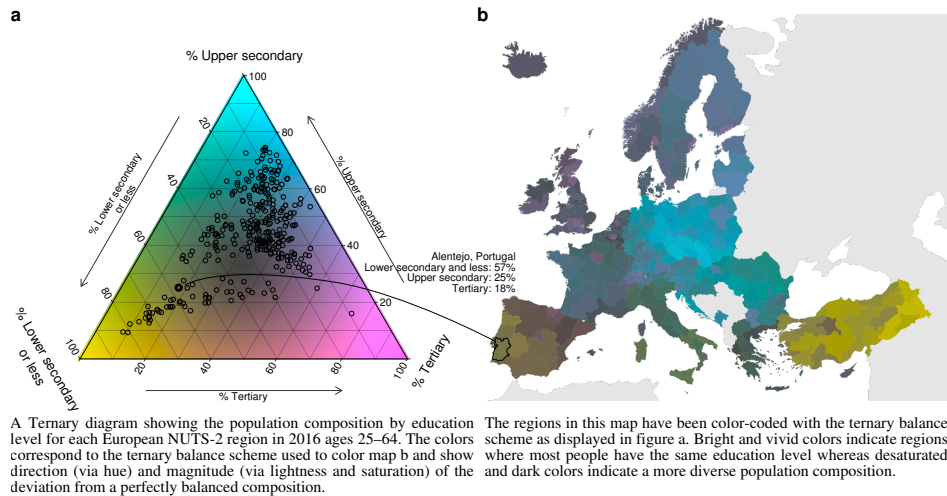 a
b
% Upper secondary
100
80
60
40
20
20
40
60
80
100
20
40
60
80
100
% Lower secondary
or less
% Upper secondary
% Tertiary
% Lower secondary
or less
% Tertiary
Alentejo, Portugal
Lower secondary and less: 57%
Upper secondary: 25%
Tertiary: 18%
A Ternary diagram showing the population composition by education
level for each European NUTS-2 region in 2016 ages 25–64. The colors
correspond to the ternary balance scheme used to color map b and show
direction (via hue) and magnitude (via lightness and saturation) of the
deviation from a perfectly balanced composition.
The regions in this map have been color-coded with the ternary balance
scheme as displayed in figure a. Bright and vivid colors indicate regions
where most people have the same education level whereas desaturated
and dark colors indicate a more diverse population composition.